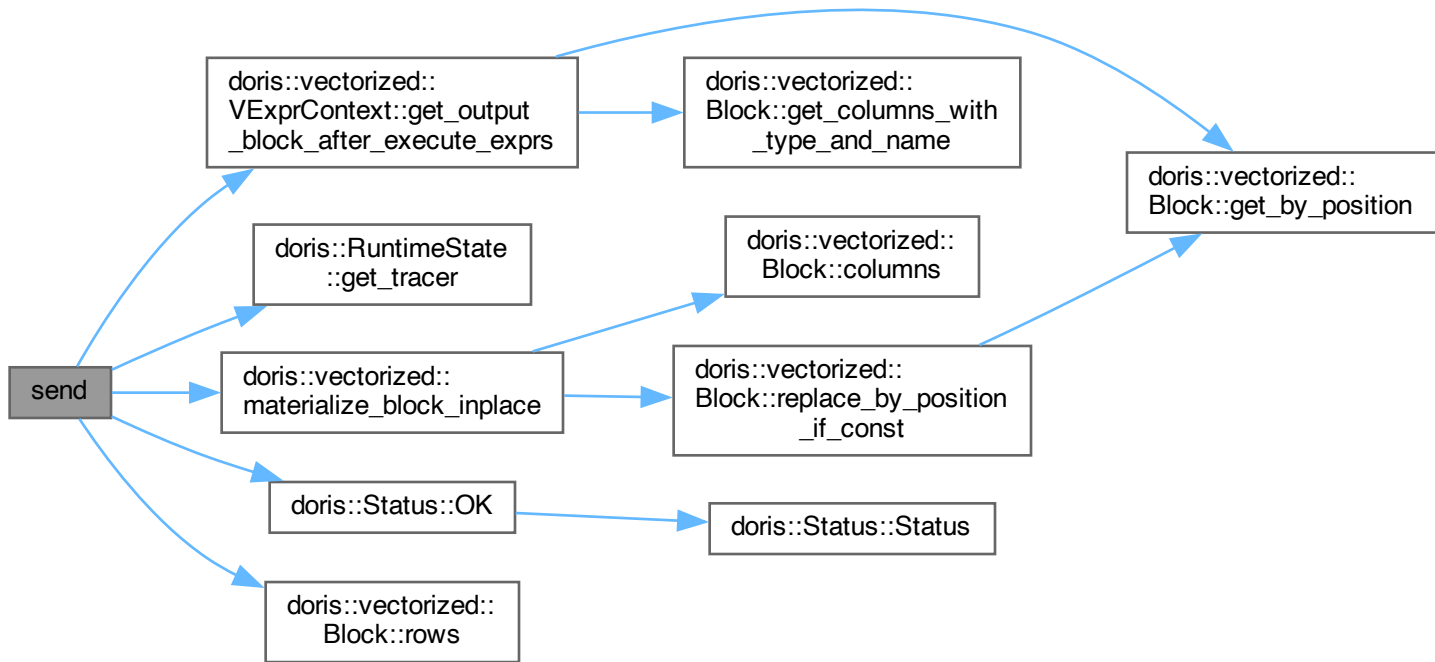 doris::vectorized::
VExprContext::get_output
_block_after_execute_exprs
doris::vectorized::
Block::get_columns_with
_type_and_name
doris::vectorized::
Block::get_by_position
doris::RuntimeState
::get_tracer
doris::vectorized::
Block::columns
send
doris::vectorized::
materialize_block_inplace
doris::vectorized::
Block::replace_by_position
_if_const
doris::Status::OK
doris::Status::Status
doris::vectorized::
Block::rows